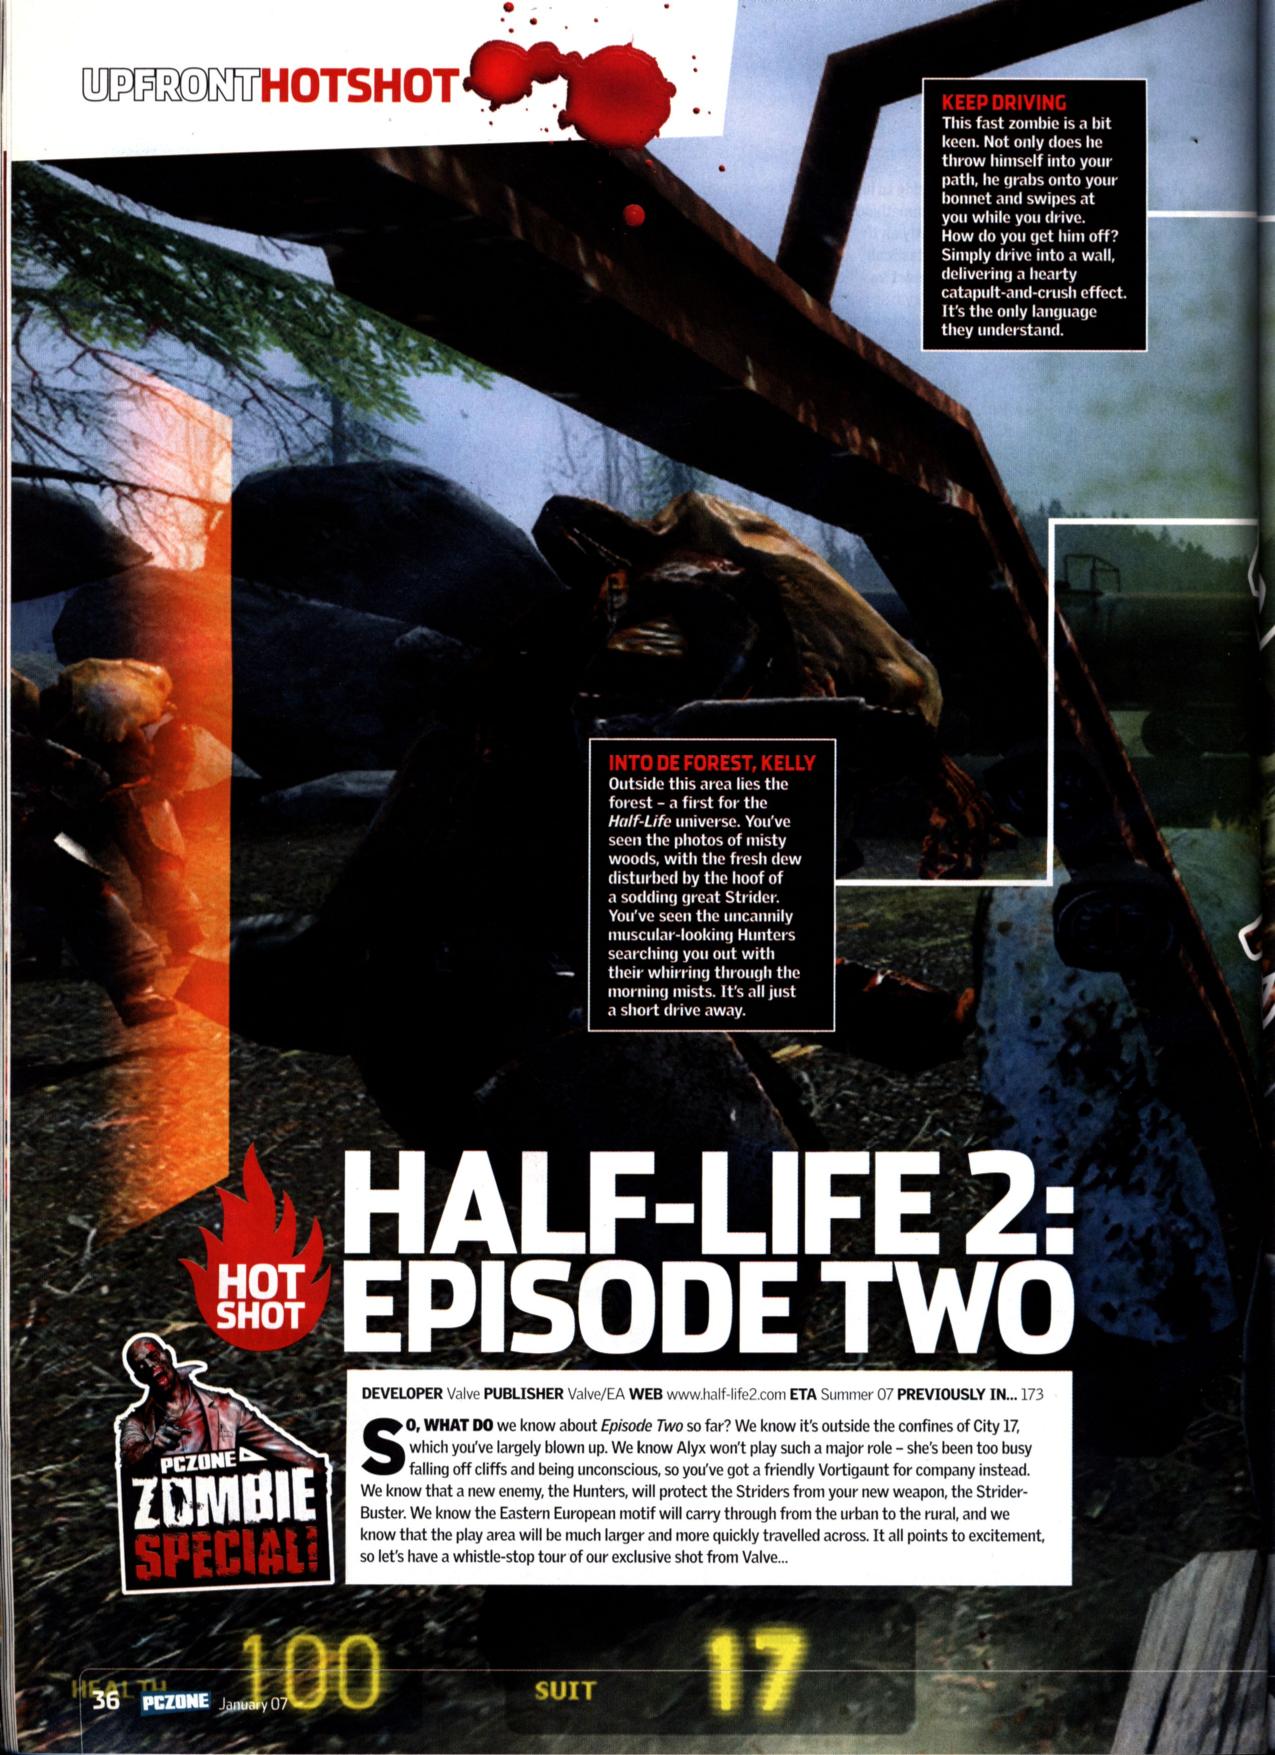 UPFRONTHOTSHOT
KEEP DRIVING
This fast zombie is a bit
keen. Not only does he
throw himself into your
path, he grabs onto your
bonnet and swipes at
you while you drive.
How do you get him off?
Simply drive into a wall,
delivering a hearty
catapult-and-crush effect.
It's the only language
they understand.
INTO DE FOREST, KELLY
Outside this area lies the
forest – a first for the
Half-Life universe. You've
seen the photos of misty
woods, with the fresh dew
disturbed by the hoof of
a sodding great Strider.
You've seen the uncannily
muscular-looking Hunters
searching you out with
their whirring through the
morning mists. It's all just
a short drive away.
HOT
SHOT
HALF-LIFE 2:
EPISODE TWO
PCZONE
ZOMBIE
SPECIAL!
DEVELOPER Valve PUBLISHER Valve/EA WEB www.half-life2.com ETA Summer 07 PREVIOUSLY IN... 173
SO, WHAT DO we know about Episode Two so far? We know it's outside the confines of City 17,
which you've largely blown up. We know Alyx won't play such a major role – she's been too busy
falling off cliffs and being unconscious, so you've got a friendly Vortigaunt for company instead.
We know that a new enemy, the Hunters, will protect the Striders from your new weapon, the Strider-
Buster. We know the Eastern European motif will carry through from the urban to the rural, and we
know that the play area will be much larger and more quickly travelled across. It all points to excitement,
so let's have a whistle-stop tour of our exclusive shot from Valve...
HEALTH 100
SUIT 17
36 PCZONE January 07